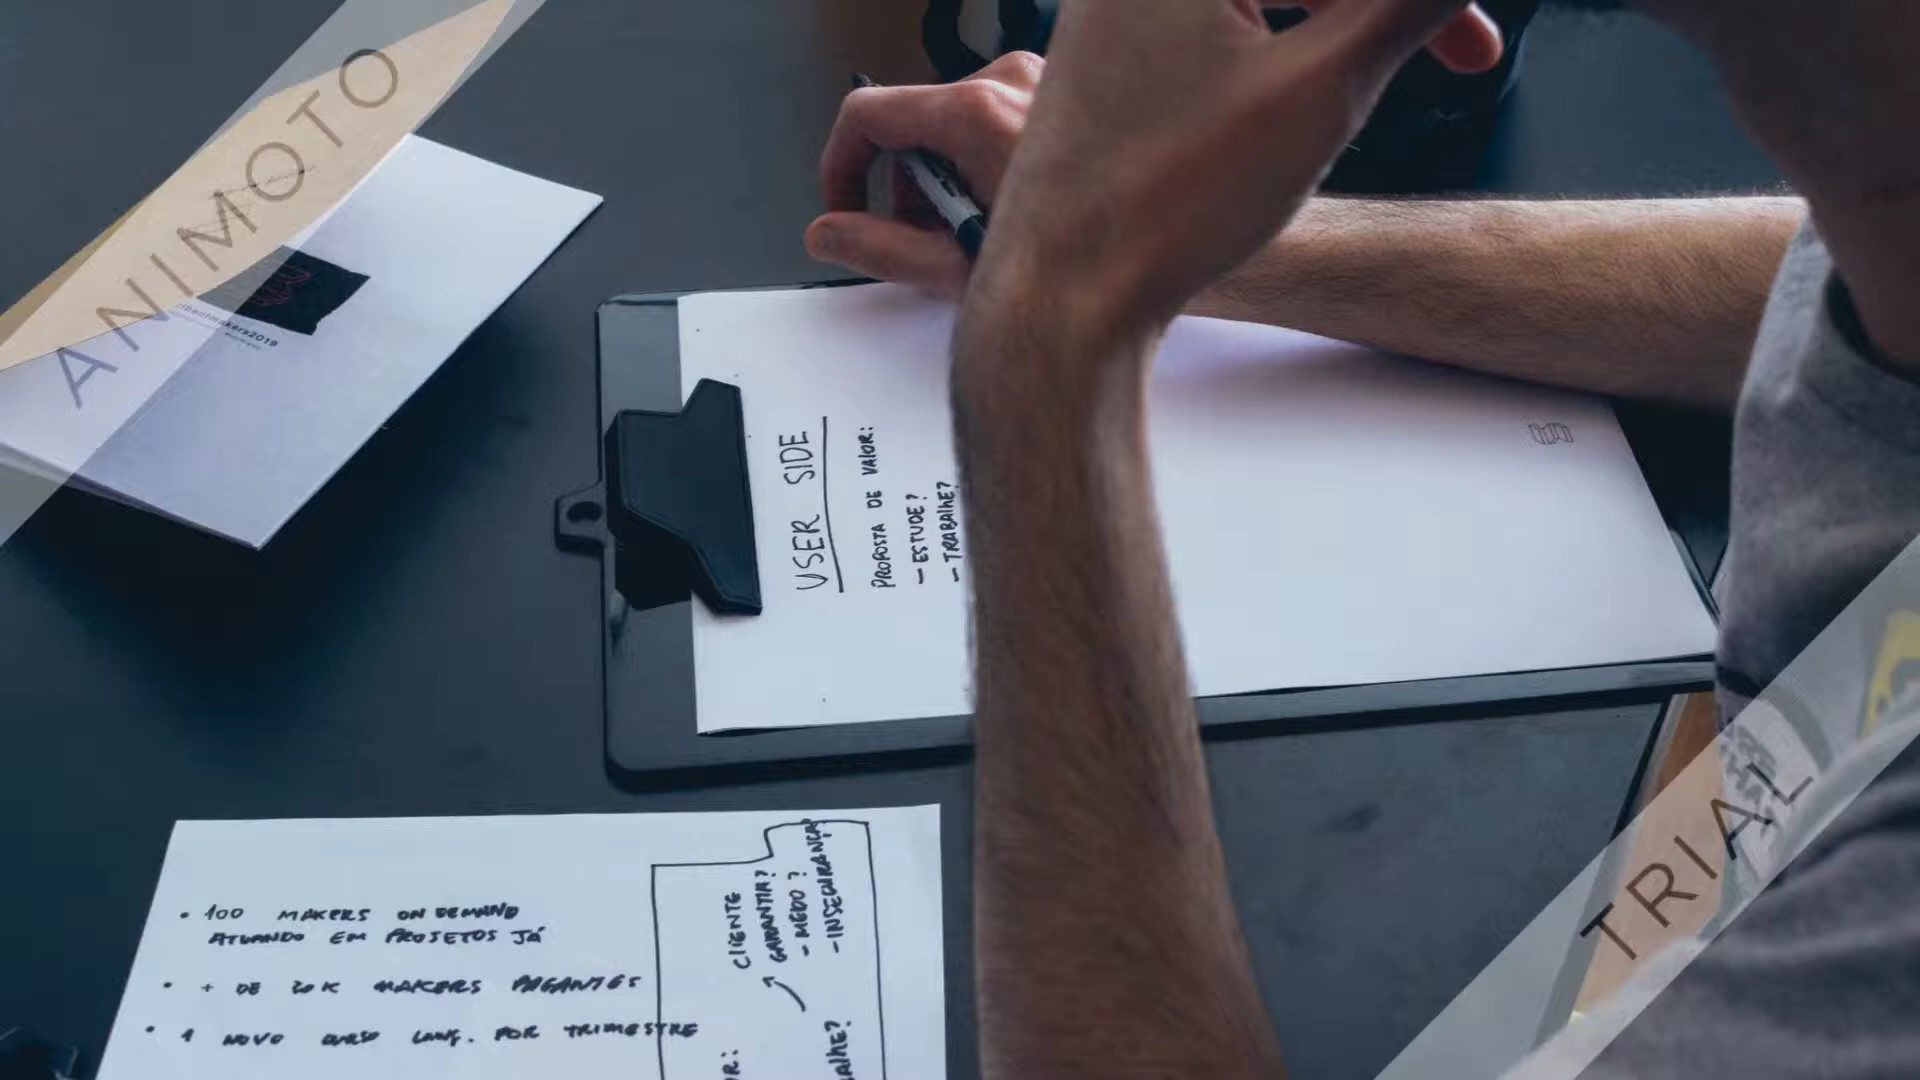 ANIMOTO
makers2019
USER SIDE
PROPOSTA DE VALOR:
- ESTUDE?
- TRABALHE?
• 100 MAKERS ON DEMAND
ATUANDO EM PROJETOS JÁ
• + DE 20K MAKERS PAGANTES
• 1 NOVO CURSO LANÇ. POR TRIMESTRE
CLIENTE
GARANTIA?
- MEDO?
- INSEGURANÇA
TRIAL